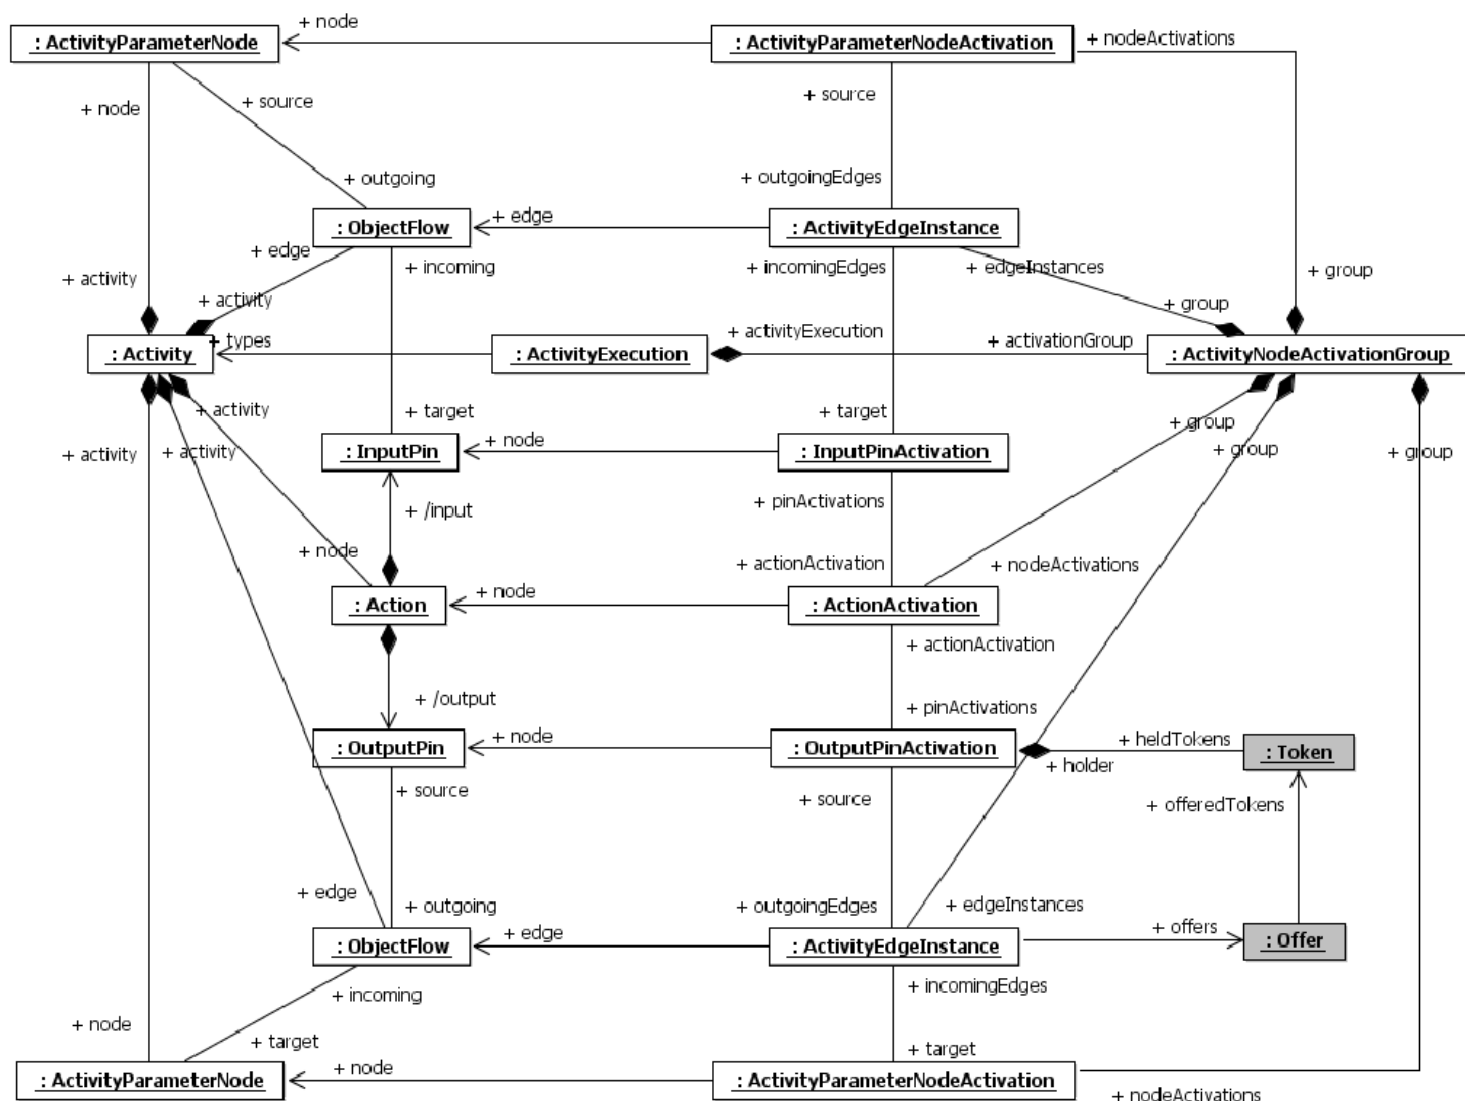 + node
: ActivityParameterNode
: ActivityParameterNodeActivation
+ nodeActivations
+ node
+ source
+ source
+ outgoing
+ outgoingEdges
: ObjectFlow
+ edge
: ActivityEdgeInstance
+ edge
+ incoming
+ incomingEdges
+ edgeInstances
+ activity
+ activity
+ group
+ group
+ types
+ activityExecution
+ activationGroup
: Activity
: ActivityExecution
: ActivityNodeActivationGroup
+ activity
+ target
+ target
+ group
+ activity
+ activity
+ node
+ group
+ group
: InputPin
: InputPinActivation
+ /input
+ pinActivations
+ node
+ actionActivation
+ nodeActivations
: Action
+ node
: ActionActivation
+ actionActivation
+ /output
+ pinActivations
: OutputPin
+ node
: OutputPinActivation
+ heldTokens
+ holder
: Token
+ source
+ source
+ offeredTokens
+ edge
+ outgoing
+ outgoingEdges
+ edgeInstances
+ offers
: ObjectFlow
+ edge
: ActivityEdgeInstance
: Offer
+ incoming
+ incomingEdges
+ node
+ target
+ target
: ActivityParameterNode
+ node
: ActivityParameterNodeActivation
+ nodeActivations